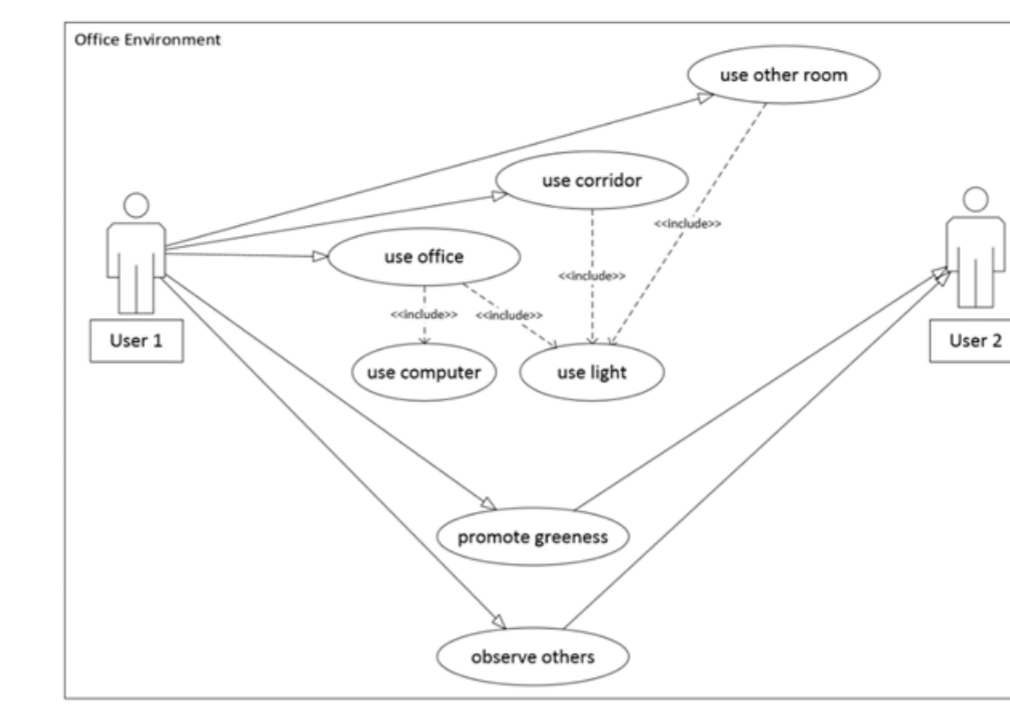 Office Environment
use other room
use corridor
<<include>>
use office
<<include>>
<<include>>
<<include>>
User 1
User 2
use computer
use light
promote greeness
observe others